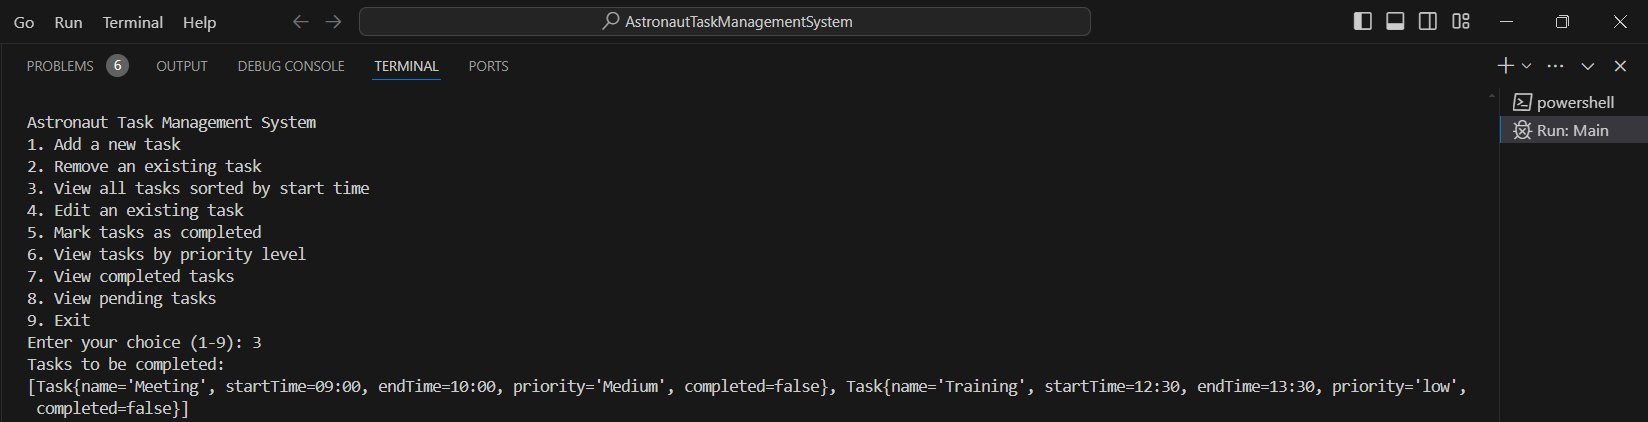 Go Run Terminal Help AstronautTaskManagementSystem
PROBLEMS 6 OUTPUT DEBUG CONSOLE TERMINAL PORTS
powershell
Run: Main
Astronaut Task Management System
1. Add a new task
2. Remove an existing task
3. View all tasks sorted by start time
4. Edit an existing task
5. Mark tasks as completed
6. View tasks by priority level
7. View completed tasks
8. View pending tasks
9. Exit
Enter your choice (1-9): 3
Tasks to be completed:
[Task{name='Meeting', startTime=09:00, endTime=10:00, priority='Medium', completed=false}, Task{name='Training', startTime=12:30, endTime=13:30, priority='low',
completed=false}]